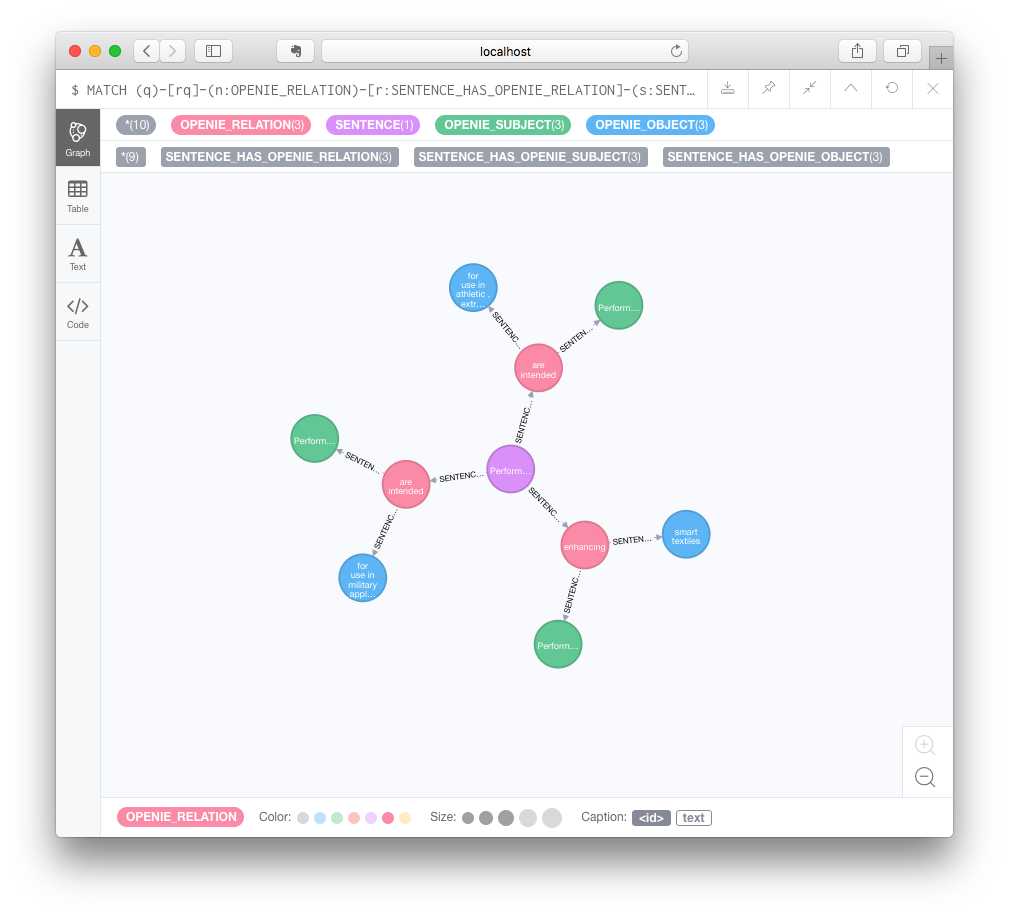 localhost
$ MATCH (q)-[rq]-(n:OPENIE_RELATION)-[r:SENTENCE_HAS_OPENIE_RELATION]-(s:SENT…
*(10) OPENIE_RELATION(3) SENTENCE(1) OPENIE_SUBJECT(3) OPENIE_OBJECT(3)
*(9) SENTENCE_HAS_OPENIE_RELATION(3) SENTENCE_HAS_OPENIE_SUBJECT(3) SENTENCE_HAS_OPENIE_OBJECT(3)
Graph
Table
A
Text
</>
Code
for
use in
athletic ,
extr…
Perform…
SENTENC…
SENTEN…
are
intended
SENTENC…
Perform…
SENTEN…
are
intended
SENTENC…
Perform…
SENTENC…
SENTENC…
for
use in
military
appl…
enhancing
SENTEN…
smart
textiles
SENTENC…
Perform…
OPENIE_RELATION Color: Size: Caption: <id> text